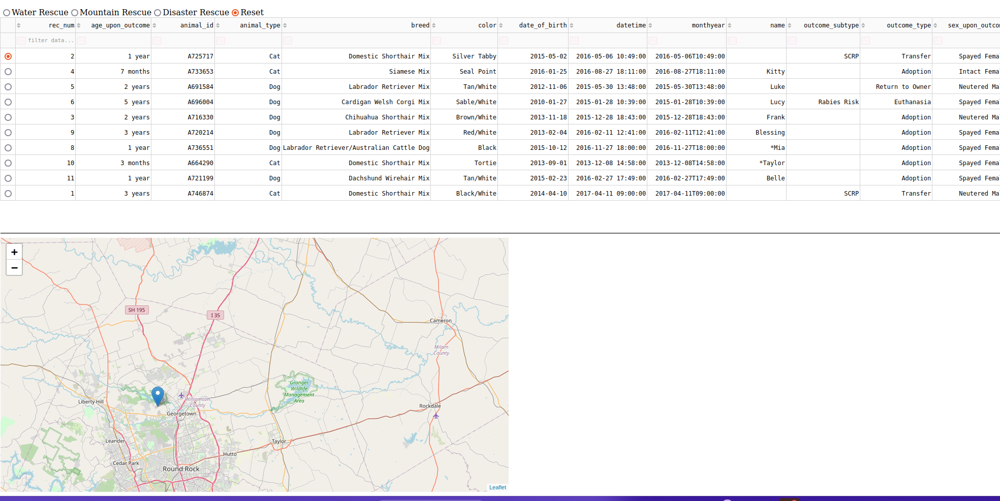 Water Rescue Mountain Rescue Disaster Rescue Reset
rec_num age_upon_outcome animal_id animal_type breed color date_of_birth datetime monthyear name outcome_subtype outcome_type sex_upon_outco
filter data...
2 1 year A725717 Cat Domestic Shorthair Mix Silver Tabby 2015-05-02 2016-05-06 10:49:00 2016-05-06T10:49:00 SCRP Transfer Spayed Fema
4 7 months A733653 Cat Siamese Mix Seal Point 2016-01-25 2016-08-27 18:11:00 2016-08-27T18:11:00 Kitty Adoption Intact Fema
5 2 years A691584 Dog Labrador Retriever Mix Tan/White 2012-11-06 2015-05-30 13:48:00 2015-05-30T13:48:00 Luke Return to Owner Neutered Ma
6 5 years A696004 Dog Cardigan Welsh Corgi Mix Sable/White 2010-01-27 2015-01-28 10:39:00 2015-01-28T10:39:00 Lucy Rabies Risk Euthanasia Spayed Fema
3 2 years A716330 Dog Chihuahua Shorthair Mix Brown/White 2013-11-18 2015-12-28 18:43:00 2015-12-28T18:43:00 Frank Adoption Neutered Ma
9 3 years A720214 Dog Labrador Retriever Mix Red/White 2013-02-04 2016-02-11 12:41:00 2016-02-11T12:41:00 Blessing Adoption Spayed Fema
8 1 year A736551 Dog Labrador Retriever/Australian Cattle Dog Black 2015-10-12 2016-11-27 18:00:00 2016-11-27T18:00:00 *Mia Adoption Spayed Fema
10 3 months A664290 Cat Domestic Shorthair Mix Tortie 2013-09-01 2013-12-08 14:58:00 2013-12-08T14:58:00 *Taylor Adoption Spayed Fema
11 1 year A721199 Dog Dachshund Wirehair Mix Tan/White 2015-02-23 2016-02-27 17:49:00 2016-02-27T17:49:00 Belle Adoption Spayed Fema
1 3 years A746874 Cat Domestic Shorthair Mix Black/White 2014-04-10 2017-04-11 09:00:00 2017-04-11T09:00:00 SCRP Transfer Neutered Ma
+
−
SH 195
I 35
Cameron
Milam
County
Granger
Wildlife
Management
Area
Williamson
County
Liberty Hill
Rockdale
Georgetown
Leander
Taylor
Hutto
Cedar Park
Round Rock
Leaflet